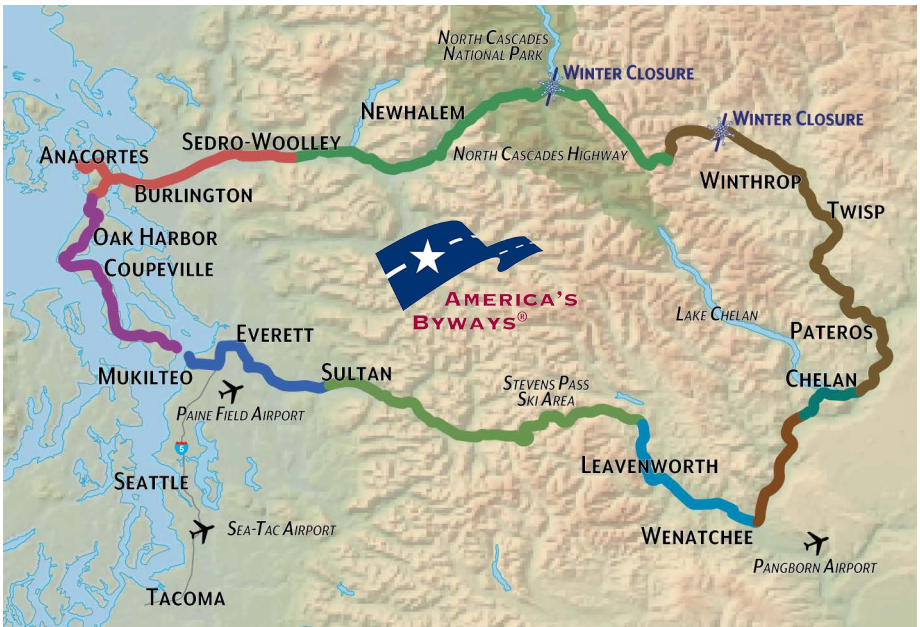 NORTH CASCADES
NATIONAL PARK
WINTER CLOSURE
NEWHALEM
WINTER CLOSURE
SEDRO-WOOLLEY
ANACORTES
NORTH CASCADES HIGHWAY
BURLINGTON
WINTHROP
TWISP
OAK HARBOR
COUPEVILLE
AMERICA'S
BYWAYS®
LAKE CHELAN
EVERETT
PATEROS
MUKILTEO
SULTAN
STEVENS PASS
SKI AREA
CHELAN
PAINE FIELD AIRPORT
5
LEAVENWORTH
SEATTLE
SEA-TAC AIRPORT
WENATCHEE
PANGBORN AIRPORT
TACOMA